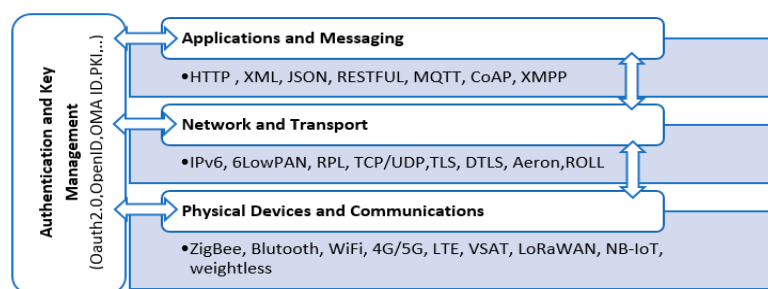 Authentication and Key
Management
(Oauth2.0,OpenID,OMA ID,PKI,..)
Applications and Messaging
•HTTP , XML, JSON, RESTFUL, MQTT, CoAP, XMPP
Network and Transport
•IPv6, 6LowPAN, RPL, TCP/UDP,TLS, DTLS, Aeron,ROLL
Physical Devices and Communications
•ZigBee, Blutooth, WiFi, 4G/5G, LTE, VSAT, LoRaWAN, NB-IoT,
weightless